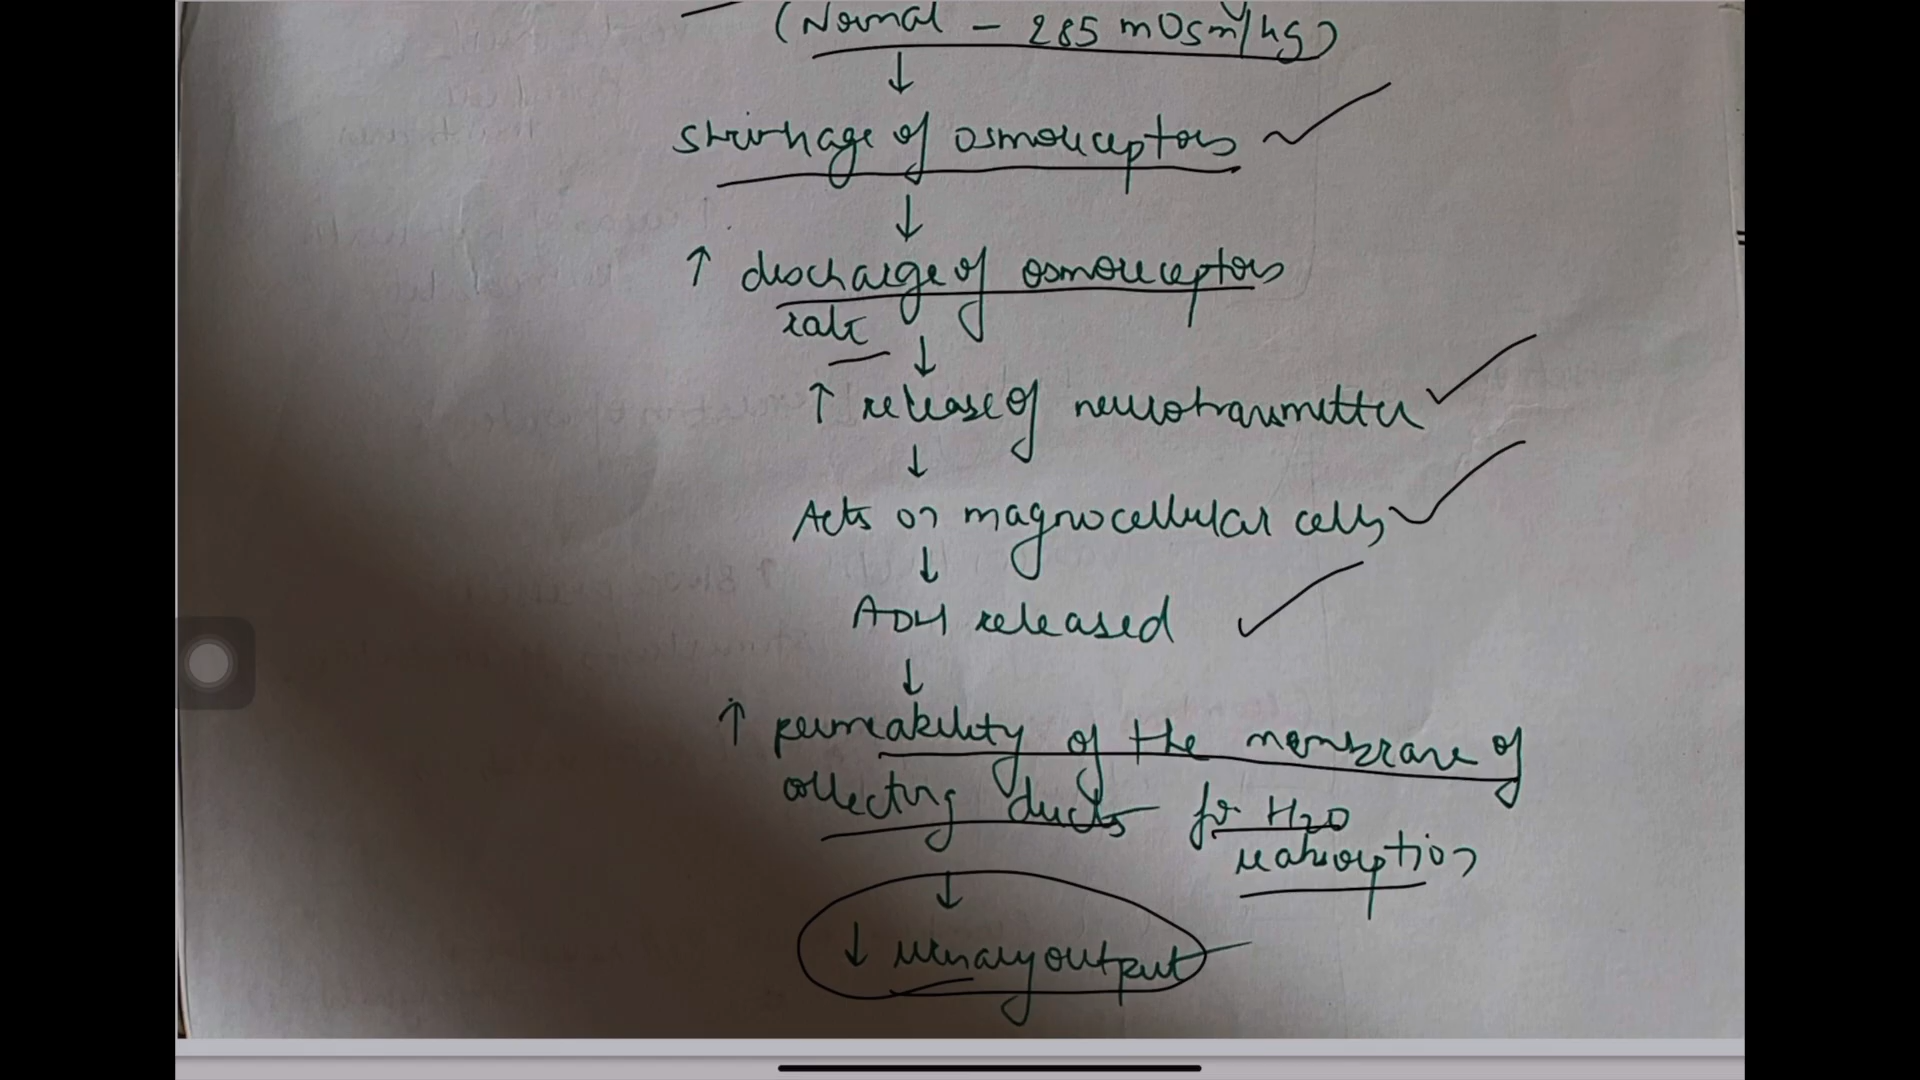 (Normal - 285 mOsm/kg)
↓
Shrinkage of osmoreceptors
↓
↑ discharge of osmoreceptors
rate
↓
↑ release of neurotransmitter
↓
Acts on magnocellular cells
↓
ADH released
↓
↑ permeability of the membrane of
collecting ducts for H2O
reabsorption
↓
↓ urinary output